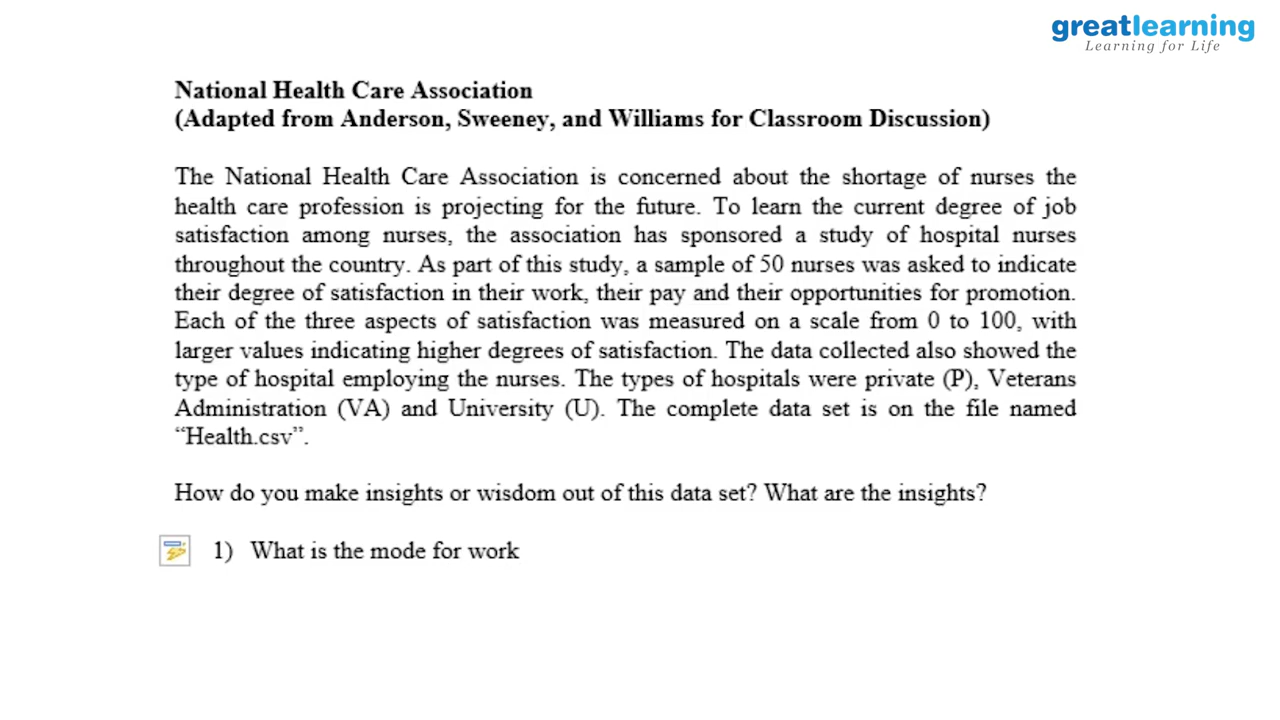 greatlearning
Learning for Life
National Health Care Association
(Adapted from Anderson, Sweeney, and Williams for Classroom Discussion)
The National Health Care Association is concerned about the shortage of nurses the
health care profession is projecting for the future. To learn the current degree of job
satisfaction among nurses, the association has sponsored a study of hospital nurses
throughout the country. As part of this study, a sample of 50 nurses was asked to indicate
their degree of satisfaction in their work, their pay and their opportunities for promotion.
Each of the three aspects of satisfaction was measured on a scale from 0 to 100, with
larger values indicating higher degrees of satisfaction. The data collected also showed the
type of hospital employing the nurses. The types of hospitals were private (P), Veterans
Administration (VA) and University (U). The complete data set is on the file named
“Health.csv”.
How do you make insights or wisdom out of this data set? What are the insights?
1) What is the mode for work